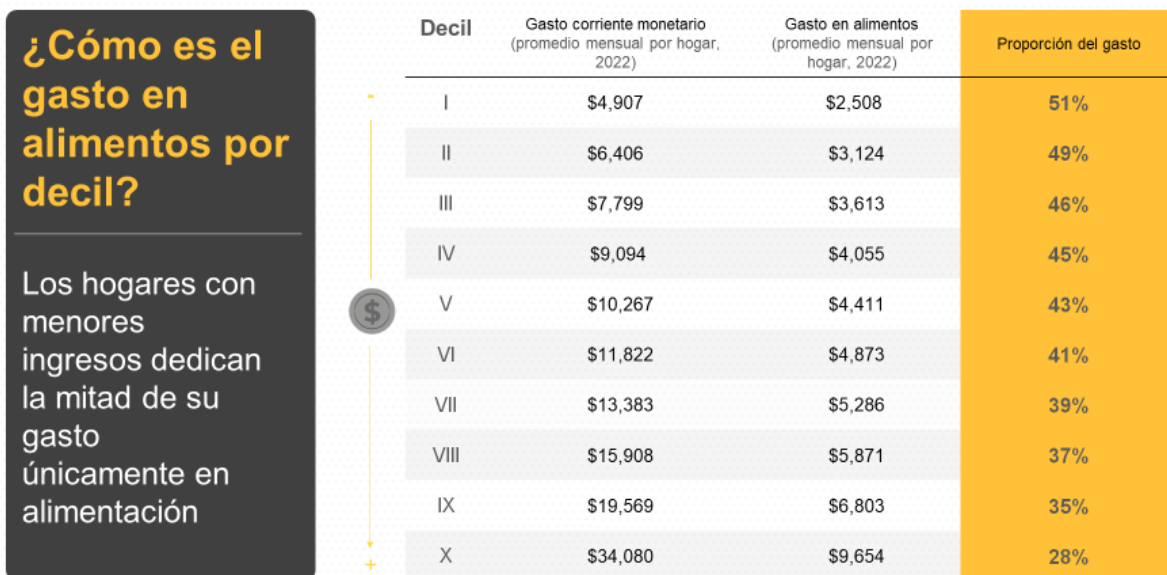 ¿Cómo es el
gasto en
alimentos por
decil?
Los hogares con
menores
ingresos dedican
la mitad de su
gasto
únicamente en
alimentación
-
$
+
Decil
Gasto corriente monetario
(promedio mensual por hogar,
2022)
Gasto en alimentos
(promedio mensual por
hogar, 2022)
Proporción del gasto
I $4,907 $2,508 51%
II $6,406 $3,124 49%
III $7,799 $3,613 46%
IV $9,094 $4,055 45%
V $10,267 $4,411 43%
VI $11,822 $4,873 41%
VII $13,383 $5,286 39%
VIII $15,908 $5,871 37%
IX $19,569 $6,803 35%
X $34,080 $9,654 28%